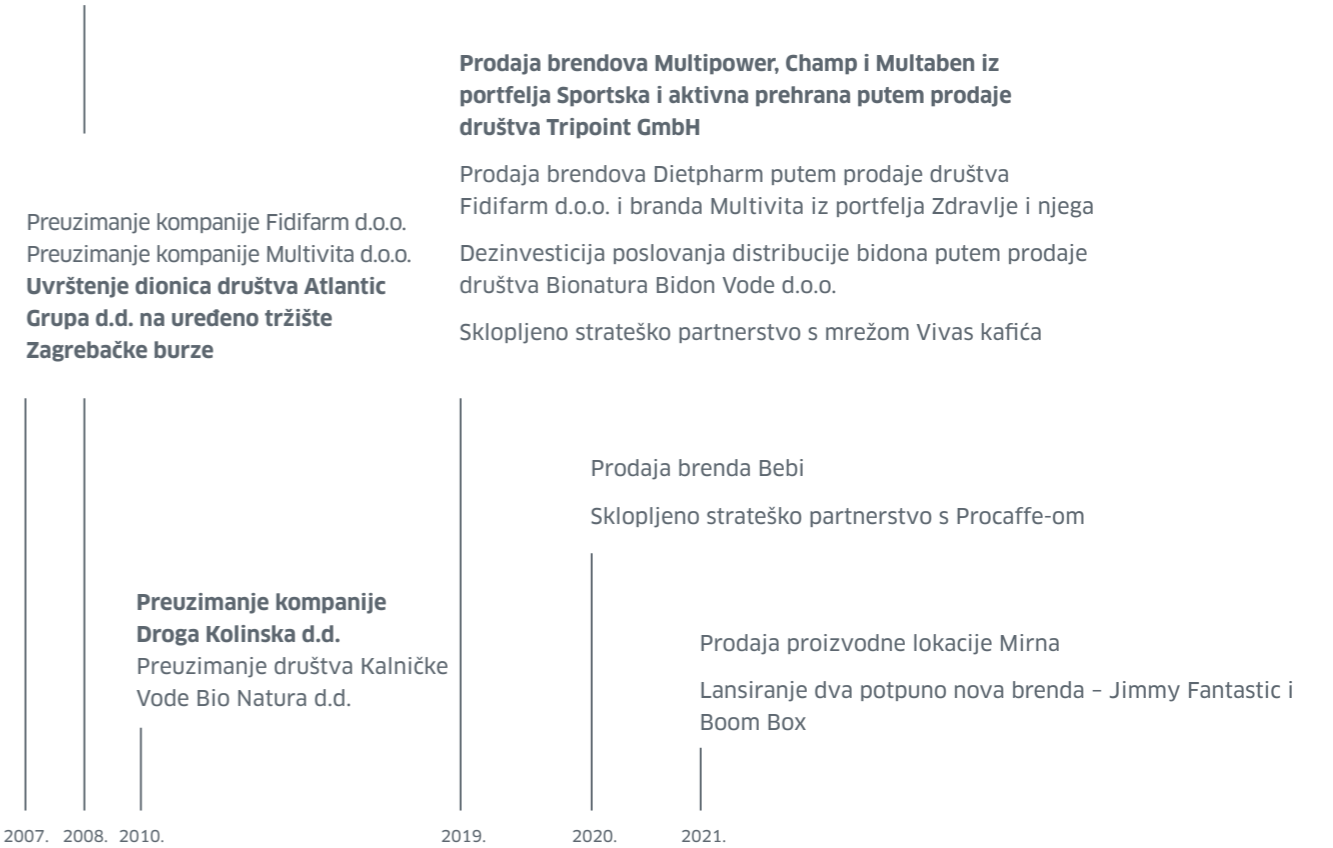 Prodaja brendova Multipower, Champ i Multaben iz
portfelja Sportska i aktivna prehrana putem prodaje
društva Tripoint GmbH
Prodaja brendova Dietpharm putem prodaje društva
Fidifarm d.o.o. i branda Multivita iz portfelja Zdravlje i njega
Dezinvesticija poslovanja distribucije bidona putem prodaje
društva Bionatura Bidon Vode d.o.o.
Sklopljeno strateško partnerstvo s mrežom Vivas kafića
Preuzimanje kompanije Fidifarm d.o.o.
Preuzimanje kompanije Multivita d.o.o.
Uvrštenje dionica društva Atlantic
Grupa d.d. na uređeno tržište
Zagrebačke burze
Prodaja brenda Bebi
Sklopljeno strateško partnerstvo s Procaffe-om
Preuzimanje kompanije
Droga Kolinska d.d.
Preuzimanje društva Kalničke
Vode Bio Natura d.d.
Prodaja proizvodne lokacije Mirna
Lansiranje dva potpuno nova brenda – Jimmy Fantastic i
Boom Box
2007. 2008. 2010. 2019. 2020. 2021.